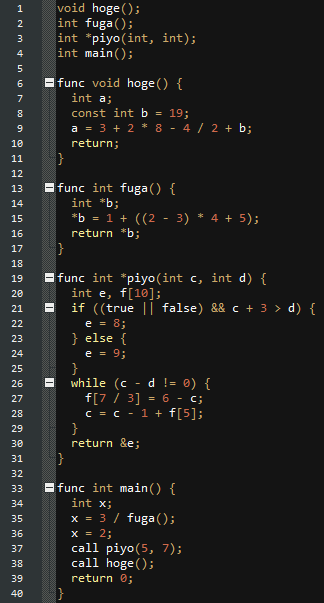 1 void hoge();
2 int fuga();
3 int *piyo(int, int);
4 int main();
5
6 func void hoge() {
7 int a;
8 const int b = 19;
9 a = 3 + 2 * 8 - 4 / 2 + b;
10 return;
11 }
12
13 func int fuga() {
14 int *b;
15 *b = 1 + ((2 - 3) * 4 + 5);
16 return *b;
17 }
18
19 func int *piyo(int c, int d) {
20 int e, f[10];
21 if ((true || false) && c + 3 > d) {
22 e = 8;
23 } else {
24 e = 9;
25 }
26 while (c - d != 0) {
27 f[7 / 3] = 6 - c;
28 c = c - 1 + f[5];
29 }
30 return &e;
31 }
32
33 func int main() {
34 int x;
35 x = 3 / fuga();
36 x = 2;
37 call piyo(5, 7);
38 call hoge();
39 return 0;
40 }